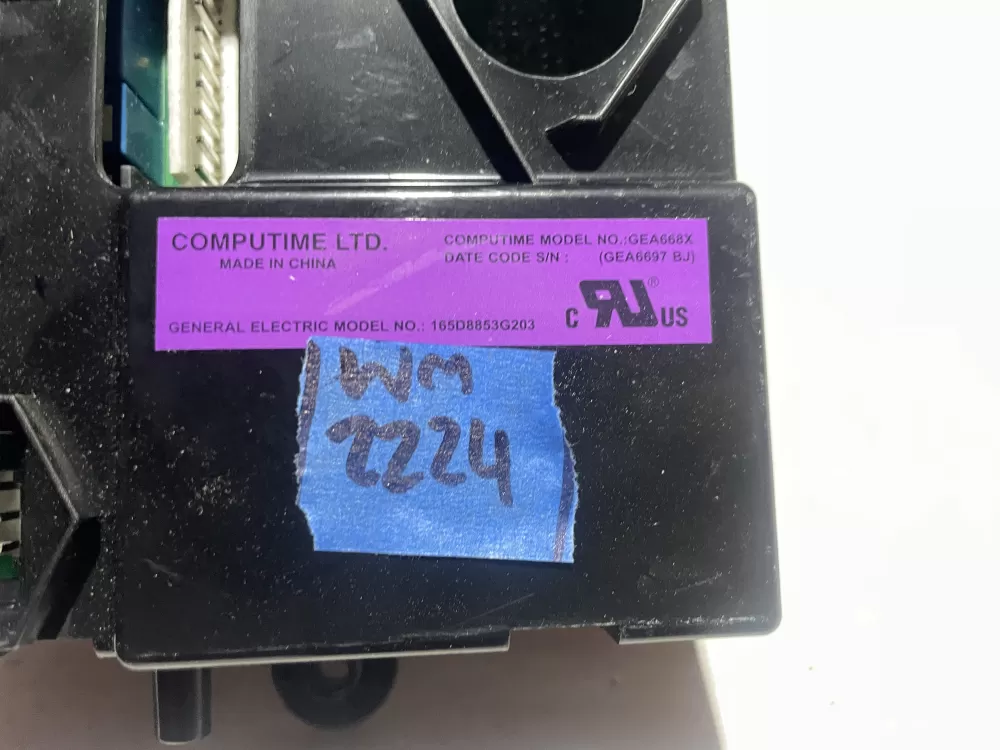 COMPUTIME LTD.
MADE IN CHINA
COMPUTIME MODEL NO.:GEA668X
DATE CODE S/N : (GEA6697 BJ)
C RU® US
GENERAL ELECTRIC MODEL NO.: 165D8853G203
WM
2224